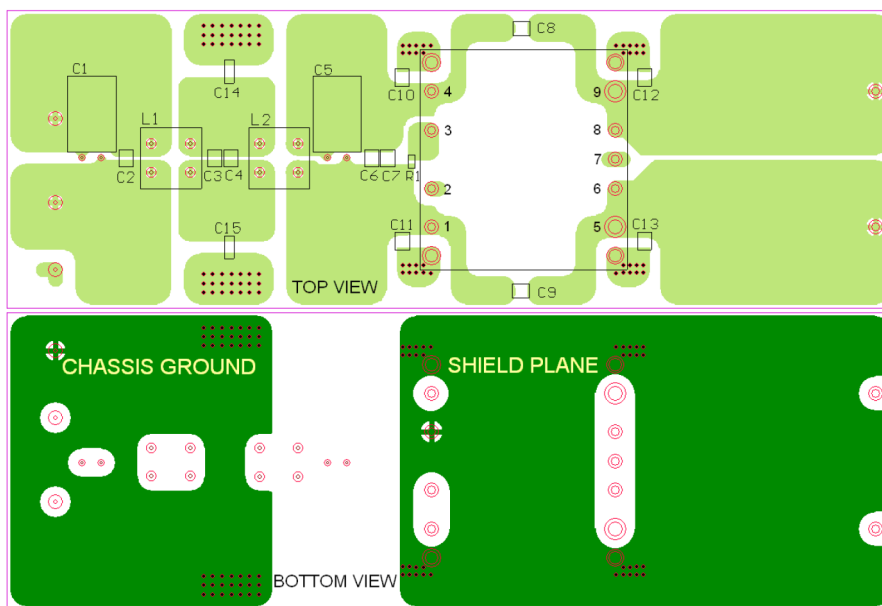 C8
C1
C5
C14
C10
4
9
C12
L1
L2
3
8
C2
C3
C4
C6
C7
R1
7
2
6
C15
C11
1
5
C13
TOP VIEW
C9
CHASSIS GROUND
SHIELD PLANE
BOTTOM VIEW